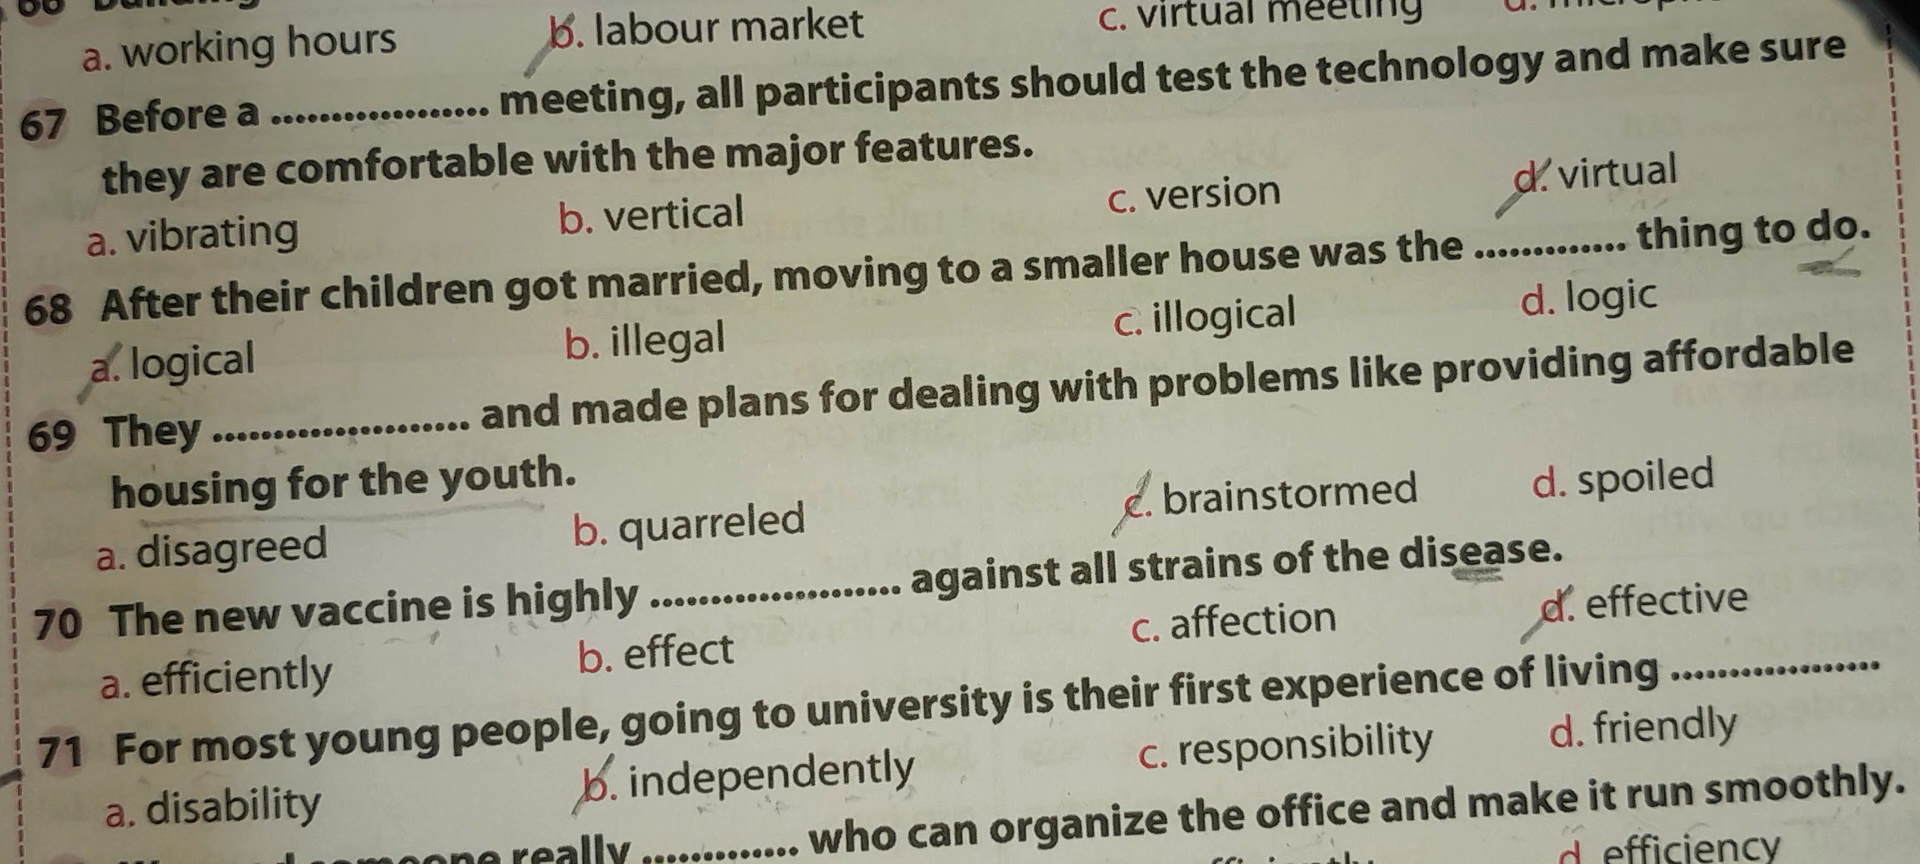 a. working hours b. labour market c. virtual meeting
67 Before a .................. meeting, all participants should test the technology and make sure
they are comfortable with the major features.
a. vibrating b. vertical c. version d. virtual
68 After their children got married, moving to a smaller house was the ............. thing to do.
a. logical b. illegal c. illogical d. logic
69 They ..................... and made plans for dealing with problems like providing affordable
housing for the youth.
a. disagreed b. quarreled c. brainstormed d. spoiled
70 The new vaccine is highly ..................... against all strains of the disease.
a. efficiently b. effect c. affection d. effective
71 For most young people, going to university is their first experience of living ..................
a. disability b. independently c. responsibility d. friendly
really ............. who can organize the office and make it run smoothly.
d. efficiency